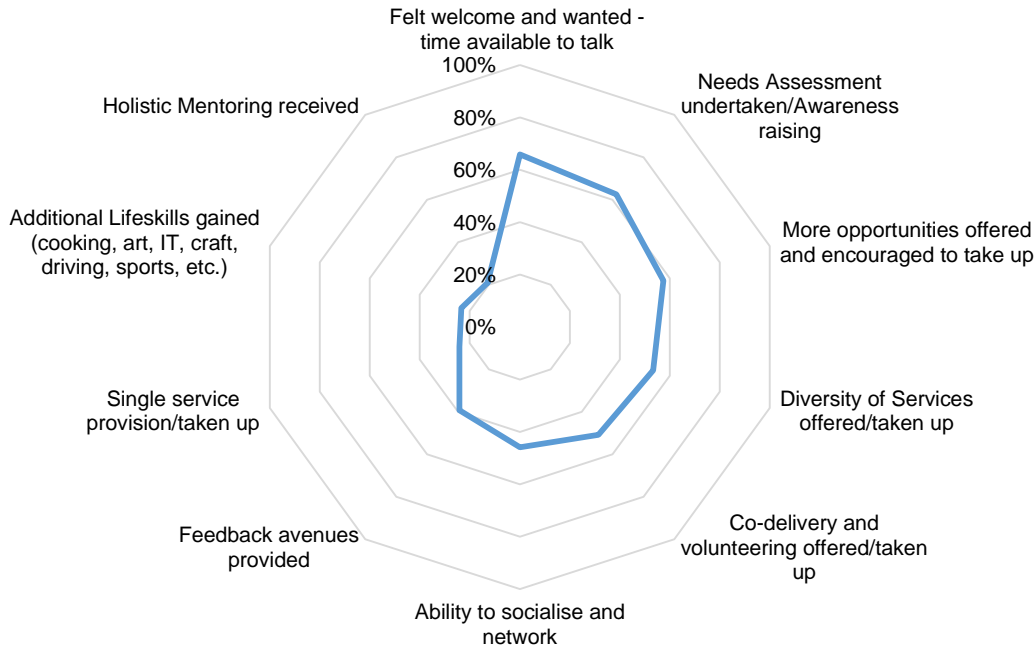 Felt welcome and wanted -
time available to talk
100%
80%
60%
40%
20%
0%
Needs Assessment
undertaken/Awareness
raising
More opportunities offered
and encouraged to take up
Diversity of Services
offered/taken up
Co-delivery and
volunteering offered/taken
up
Ability to socialise and
network
Feedback avenues
provided
Single service
provision/taken up
Additional Lifeskills gained
(cooking, art, IT, craft,
driving, sports, etc.)
Holistic Mentoring received